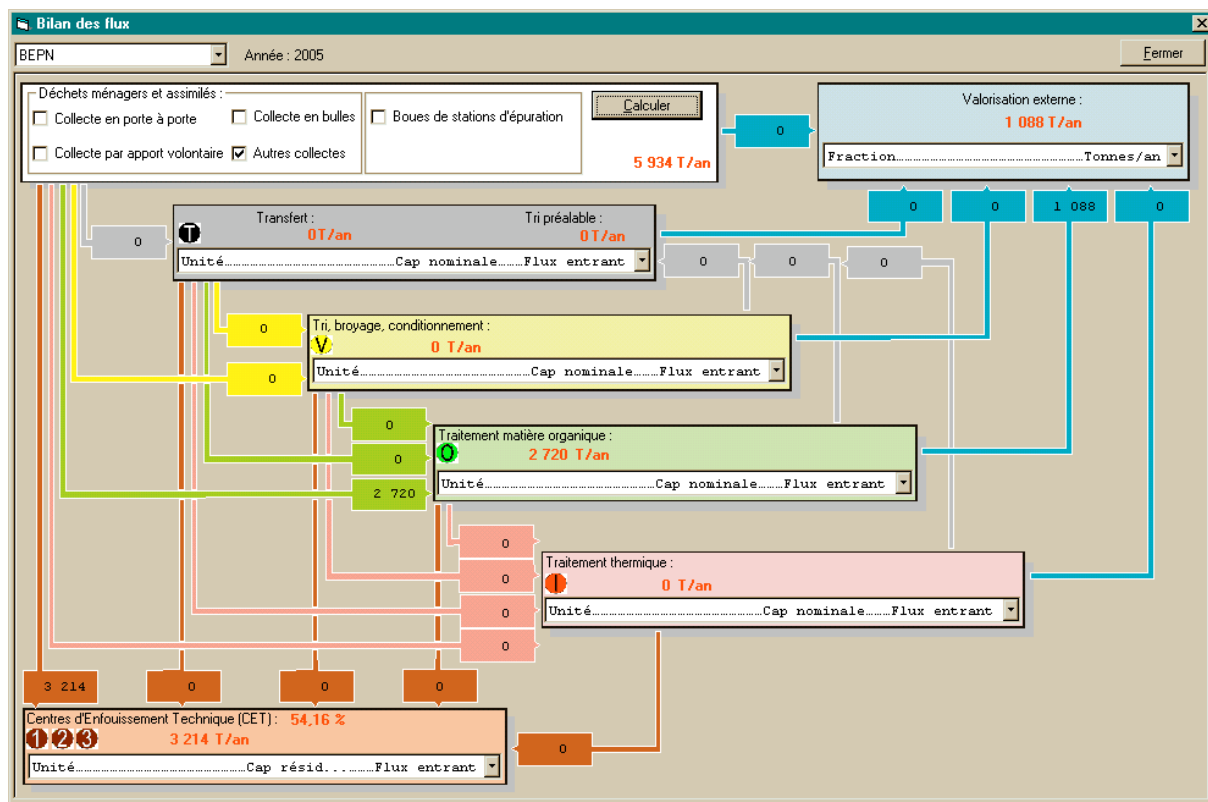 Bilan des flux
BEPN Année : 2005 Fermer
Déchets ménagers et assimilés :
Collecte en porte à porte
Collecte en bulles
Collecte par apport volontaire
Autres collectes
Boues de stations d'épuration
Calculer
5 934 T/an
0
Valorisation externe :
1 088 T/an
Fraction.....Tonnes/an
0 0 1 088 0
0
T
Transfert :
0T/an
Tri préalable :
0T/an
Unité.....Cap nominale.....Flux entrant
0 0 0
0
0
Tri, broyage, conditionnement :
V
0 T/an
Unité.....Cap nominale.....Flux entrant
0
0
2 720
Traitement matière organique :
O
2 720 T/an
Unité.....Cap nominale.....Flux entrant
0
0
0
0
Traitement thermique :
I
0 T/an
Unité.....Cap nominale.....Flux entrant
3 214 0 0 0
Centres d'Enfouissement Technique (CET) : 54,16 %
1 2 3
3 214 T/an
Unité.....Cap résid........Flux entrant
0